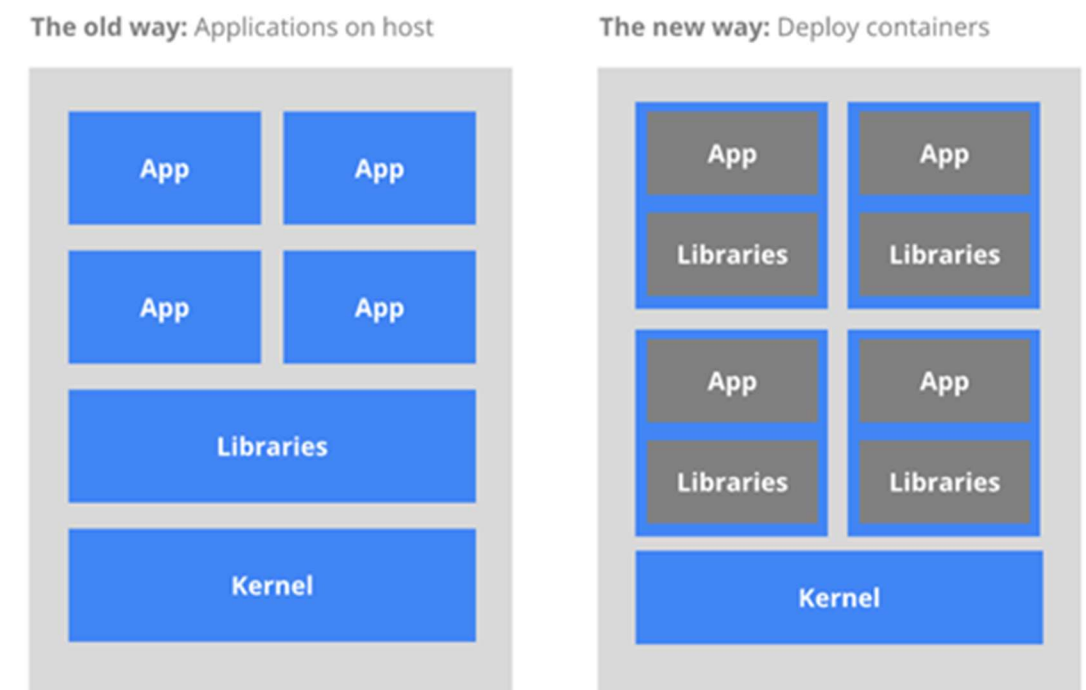 The old way: Applications on host
App App
App App
Libraries
Kernel
The new way: Deploy containers
App App
Libraries Libraries
App App
Libraries Libraries
Kernel